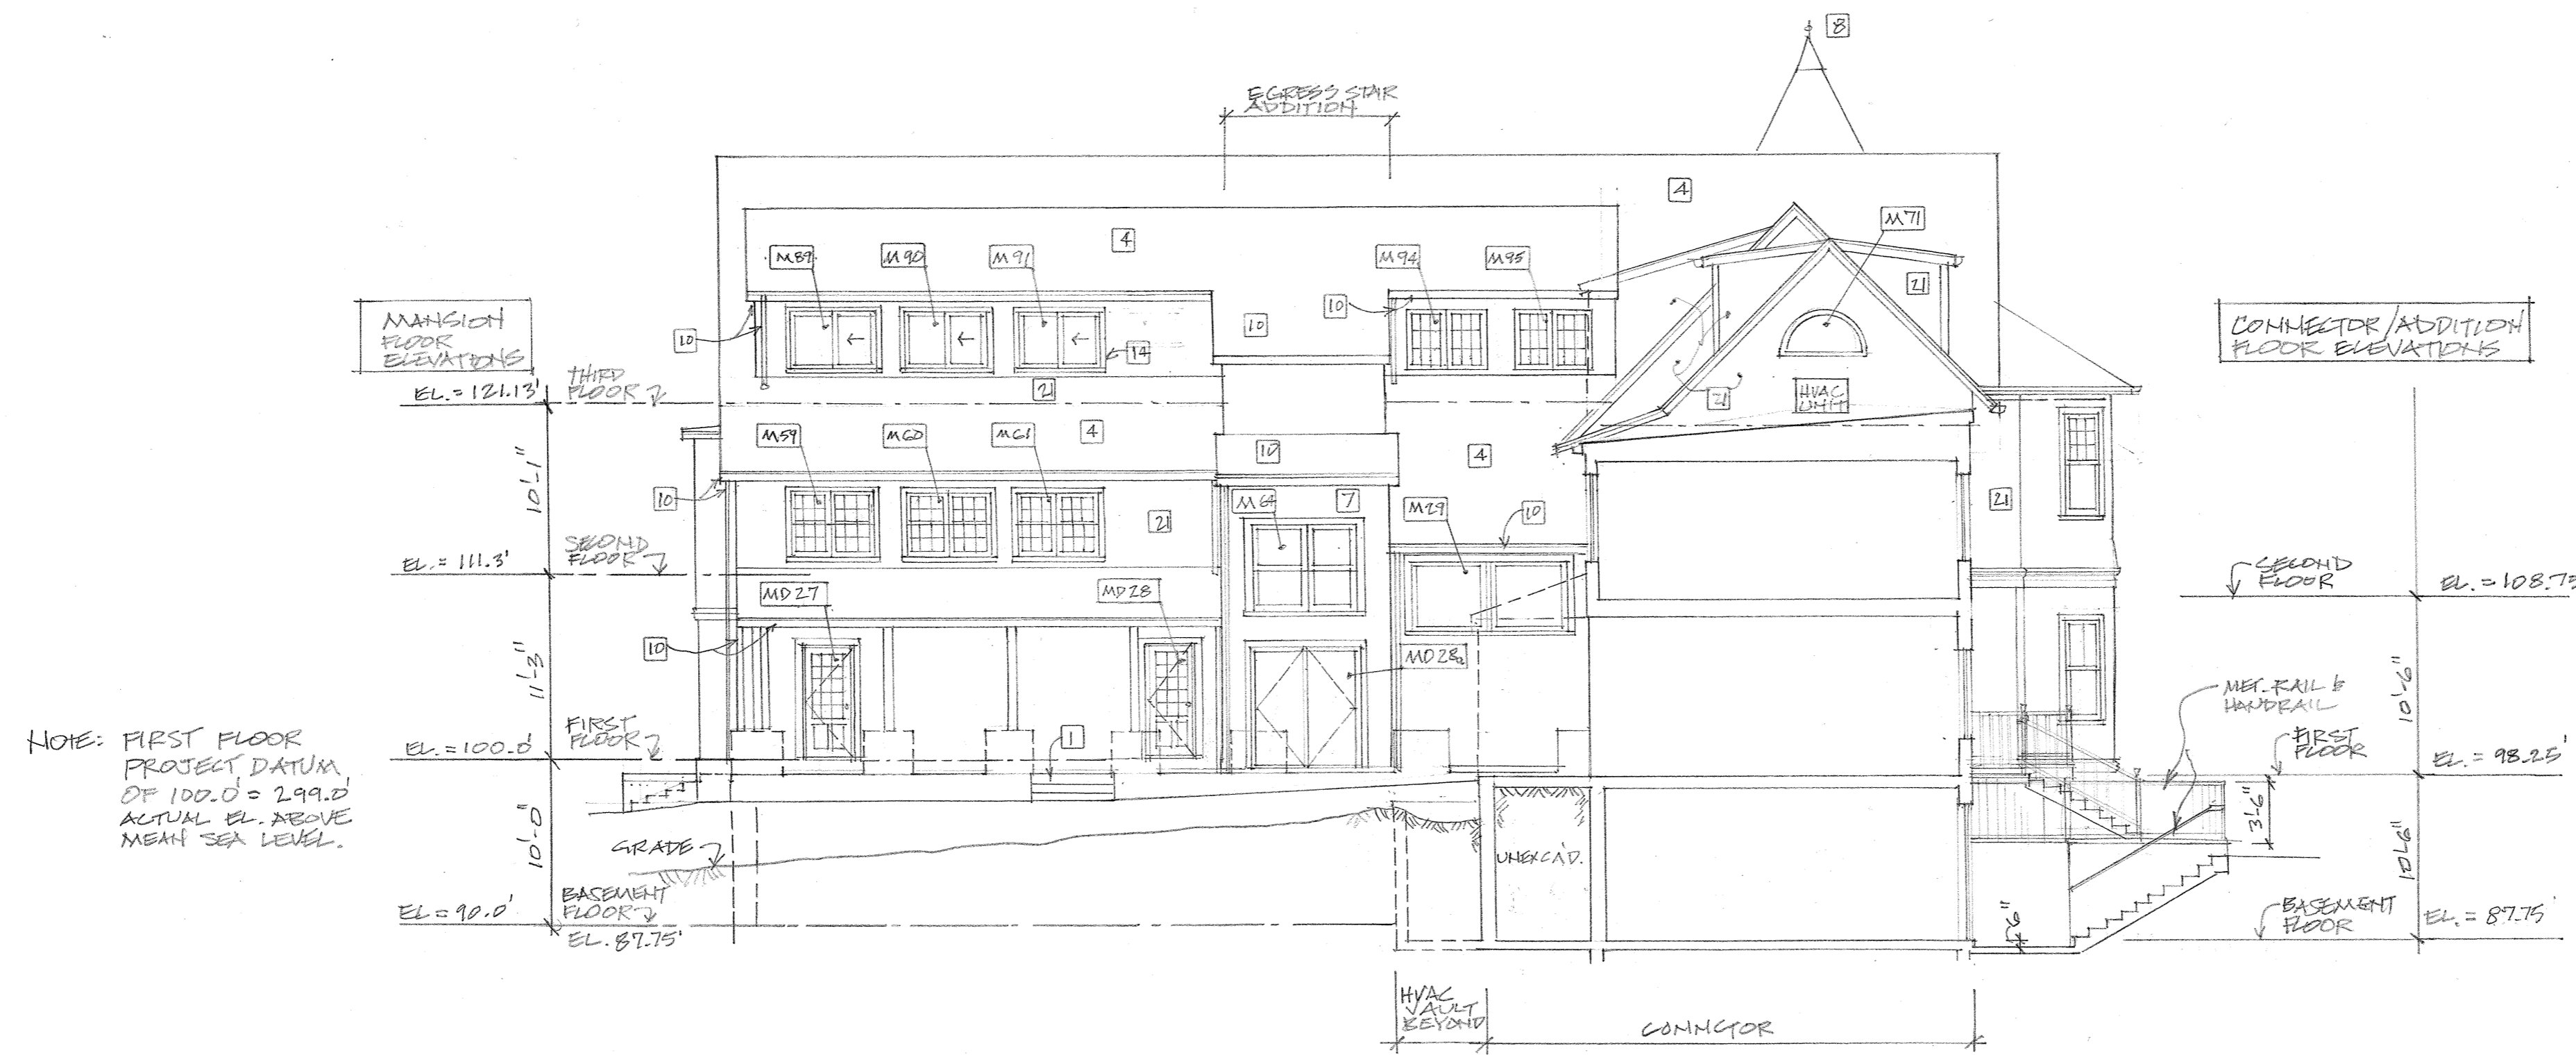 8
EGRESS STAIR
ADDITION
4
M71
4
M89
M90
M91
M94
M95
21
10
10
10
14
MANSION
FLOOR
ELEVATIONS
CONNECTOR/ADDITION
FLOOR ELEVATIONS
THIRD
FLOOR
EL. = 121.13'
21
21
HVAC
UNIT
M59
M60
M61
4
10
4
10'-1"
10
M64
7
M29
10
21
21
SECOND
FLOOR
EL. = 111.3'
SECOND
FLOOR
EL. = 108.75
MD27
MD28
10
MD28a
11'-3"
10'-6"
MET. RAIL &
HANDRAIL
FIRST
FLOOR
EL. = 100.0'
1
FIRST
FLOOR
EL. = 98.25'
NOTE: FIRST FLOOR
PROJECT DATUM
OF 100.0' = 299.0'
ACTUAL EL. ABOVE
MEAN SEA LEVEL.
10'-0"
GRADE
UNEXCA'D.
3'-6"
10'-6"
BASEMENT
FLOOR
EL = 90.0'
EL. 87.75'
BASEMENT
FLOOR
EL. = 87.75'
HVAC
VAULT
BEYOND
CONNCTOR